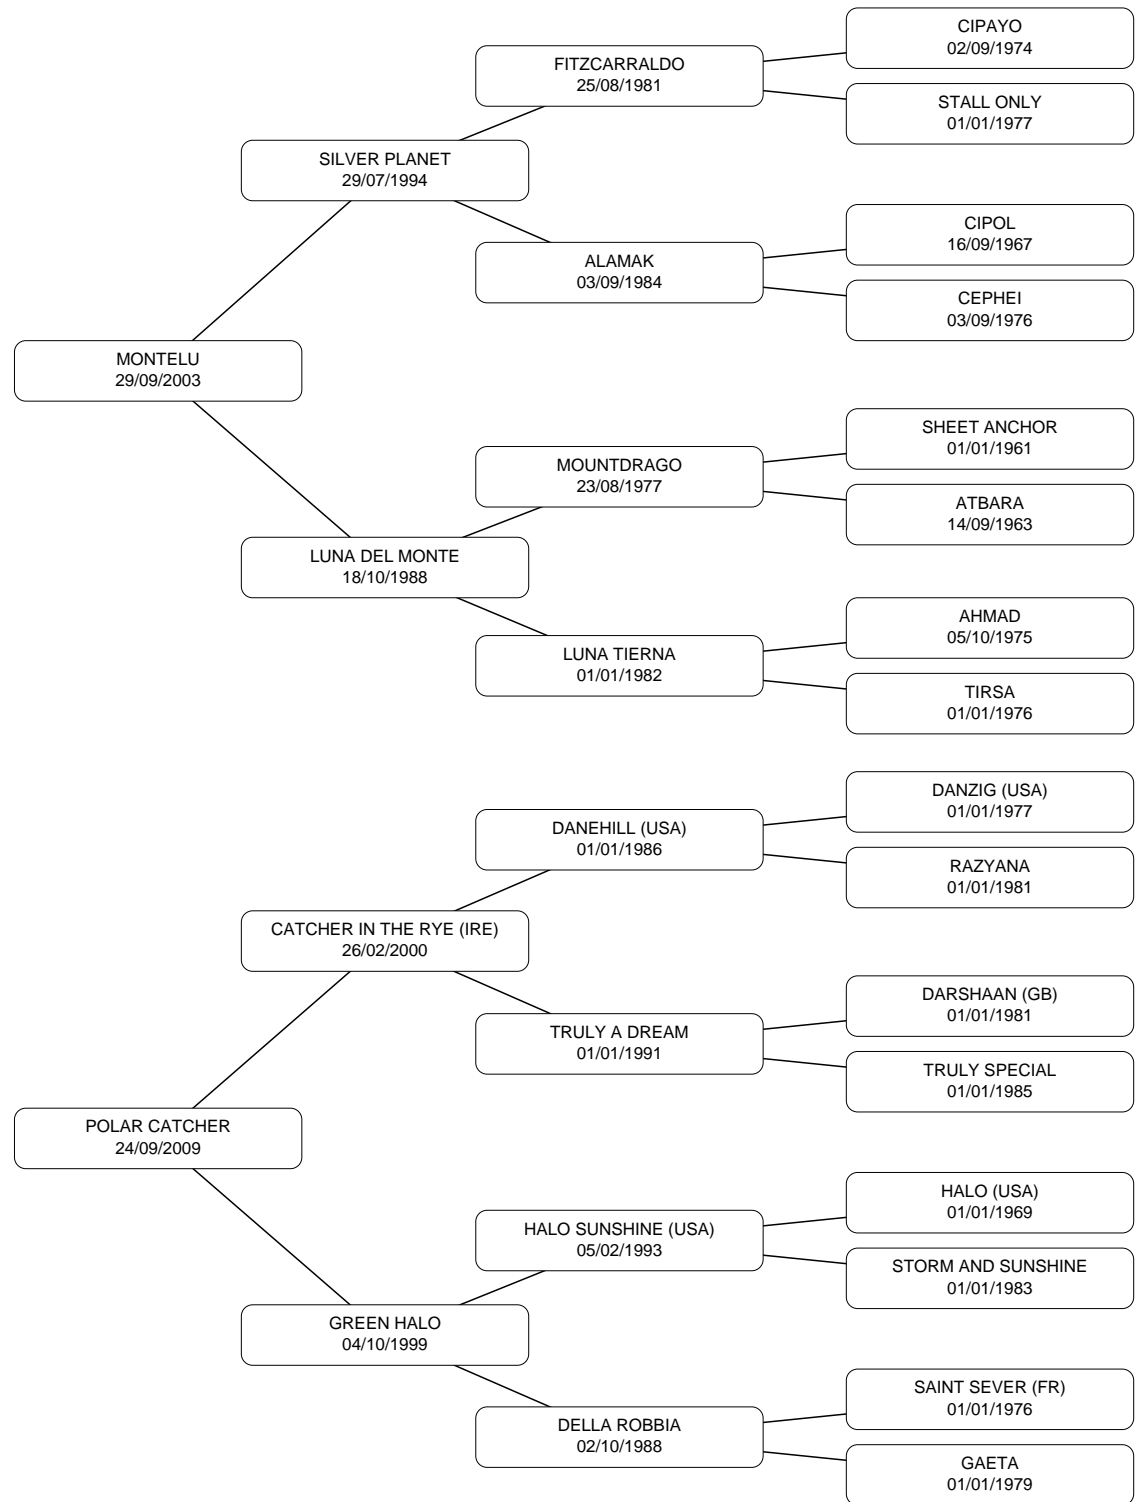 CIPAYO
02/09/1974
FITZCARRALDO
25/08/1981
STALL ONLY
01/01/1977
SILVER PLANET
29/07/1994
CIPOL
16/09/1967
ALAMAK
03/09/1984
CEPHEI
03/09/1976
MONTELU
29/09/2003
SHEET ANCHOR
01/01/1961
MOUNTDRAGO
23/08/1977
ATBARA
14/09/1963
LUNA DEL MONTE
18/10/1988
AHMAD
05/10/1975
LUNA TIERNA
01/01/1982
TIRSA
01/01/1976
DANZIG (USA)
01/01/1977
DANEHILL (USA)
01/01/1986
RAZYANA
01/01/1981
CATCHER IN THE RYE (IRE)
26/02/2000
DARSHAAN (GB)
01/01/1981
TRULY A DREAM
01/01/1991
TRULY SPECIAL
01/01/1985
POLAR CATCHER
24/09/2009
HALO (USA)
01/01/1969
HALO SUNSHINE (USA)
05/02/1993
STORM AND SUNSHINE
01/01/1983
GREEN HALO
04/10/1999
SAINT SEVER (FR)
01/01/1976
DELLA ROBBIA
02/10/1988
GAETA
01/01/1979